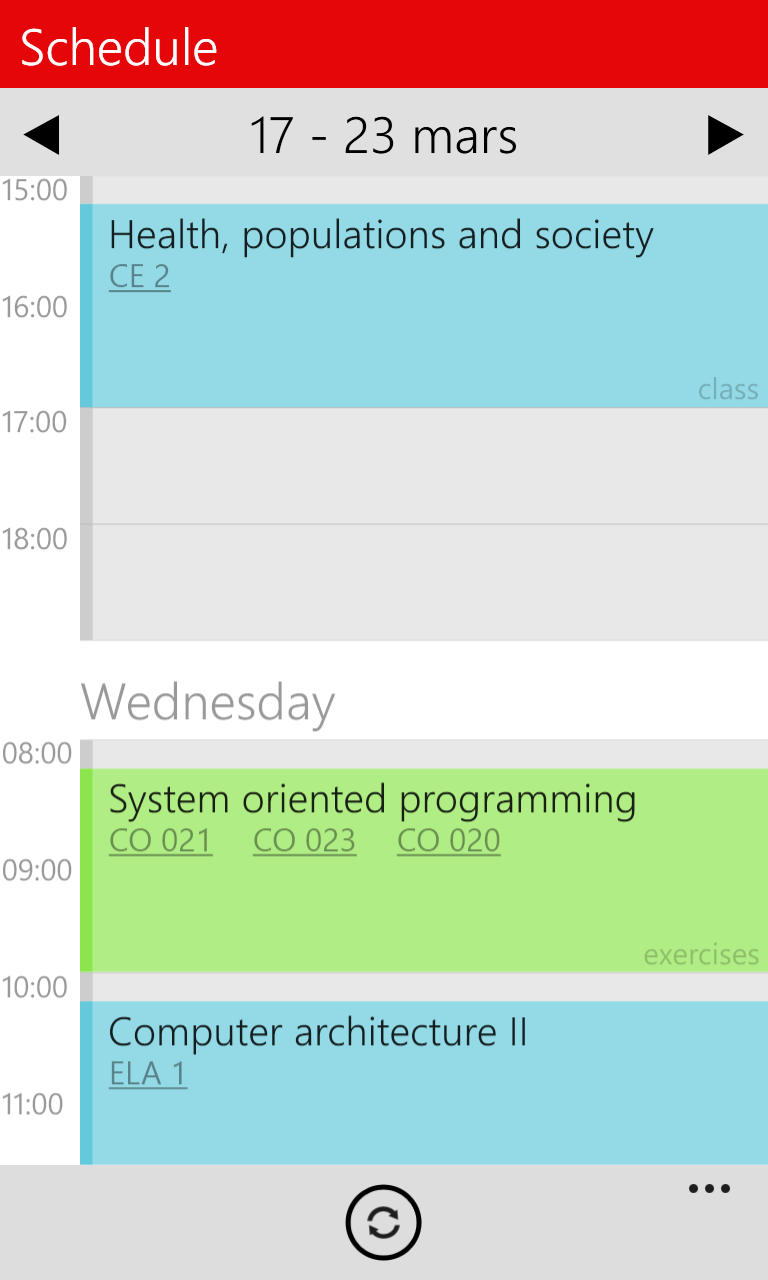 Schedule
17 - 23 mars
15:00
Health, populations and society
CE 2
16:00
class
17:00
18:00
Wednesday
08:00
System oriented programming
CO 021 CO 023 CO 020
09:00
exercises
10:00
Computer architecture II
ELA 1
11:00